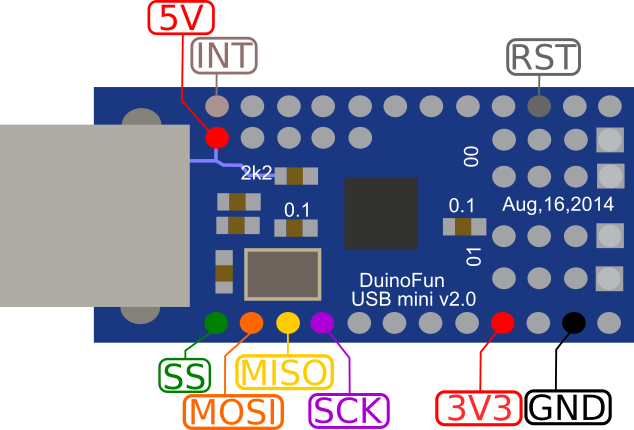 5V
INT
RST
2k2
00
0.1
0.1
Aug,16,2014
01
DuinoFun
USB mini v2.0
SS
MOSI
MISO
SCK
3V3
GND